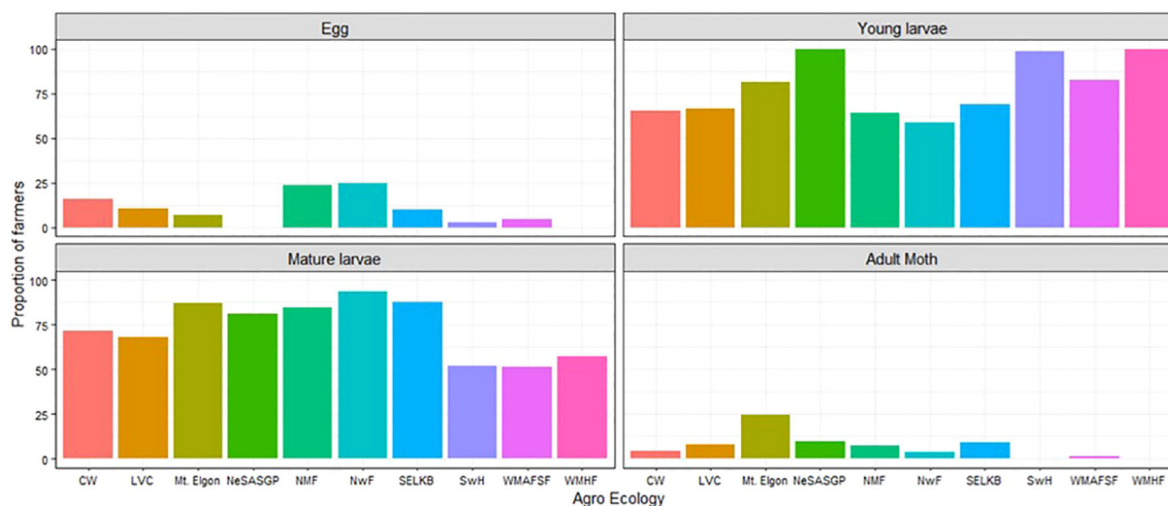 Egg
Young larvae
100
75
50
25
0
Mature larvae
Adult Moth
100
75
50
25
0
Proportion of farmers
CW LVC Mt. Elgon NeSASGP NMF NwF SELKB SwH WMAFSF WMHF
CW LVC Mt. Elgon NeSASGP NMF NwF SELKB SwH WMAFSF WMHF
Agro Ecology